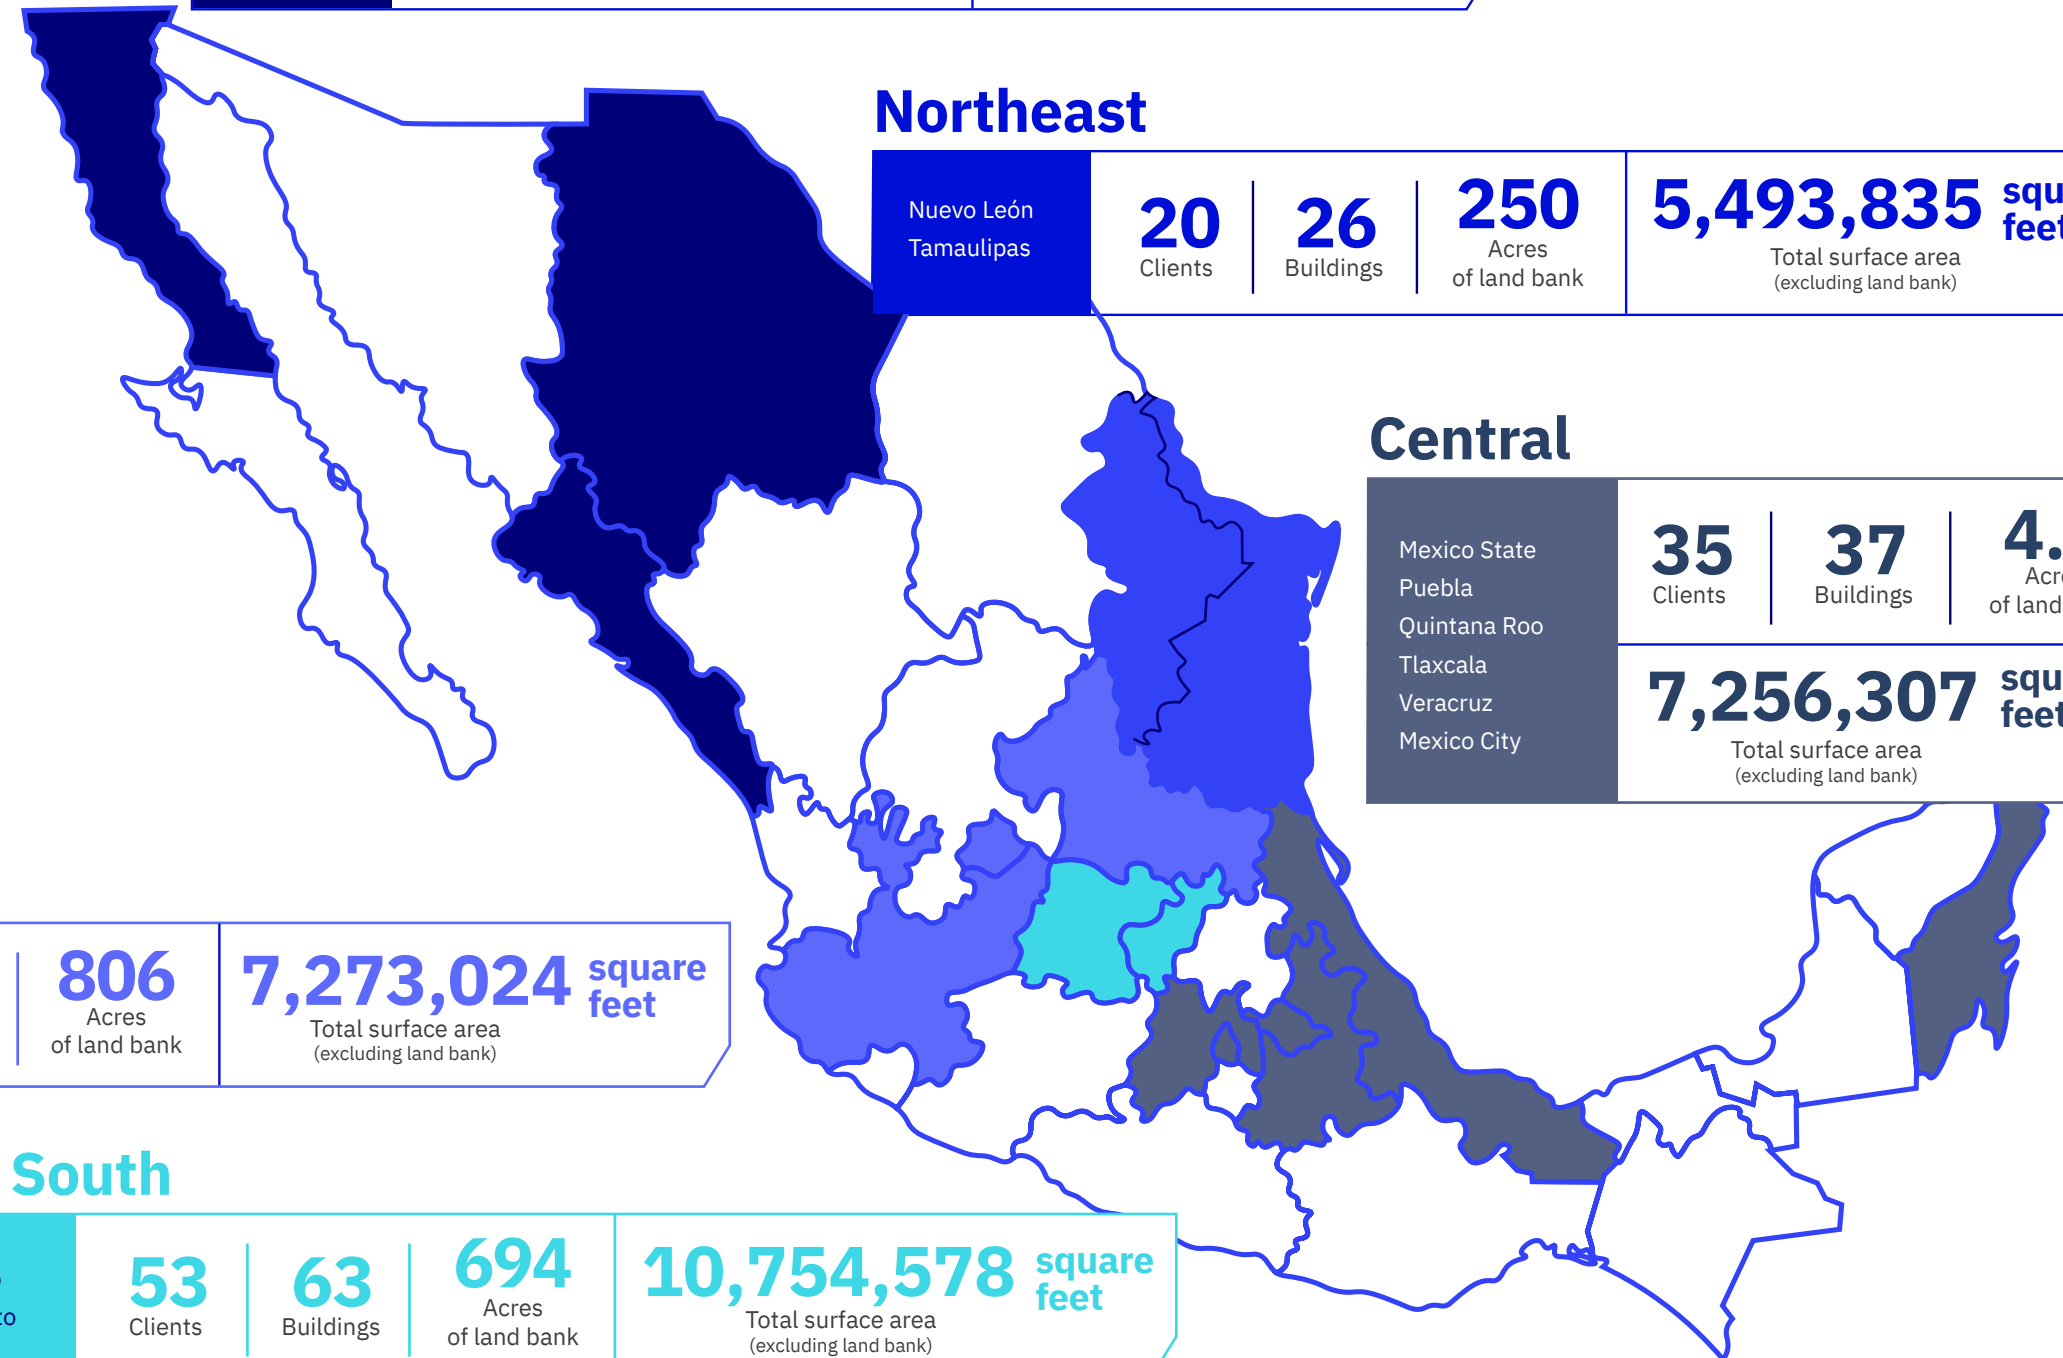 Northeast
Nuevo León
Tamaulipas
20
Clients
26
Buildings
250
Acres
of land bank
5,493,835
Total surface area
(excluding land bank)
Central
Mexico State
Puebla
Quintana Roo
Tlaxcala
Veracruz
Mexico City
35
Clients
37
Buildings
of land
7,256,307
Total surface area
(excluding land bank)
806
Acres
of land bank
7,273,024 square
feet
Total surface area
(excluding land bank)
South
53
Clients
63
Buildings
694
Acres
of land bank
10,754,578 square
feet
Total surface area
(excluding land bank)